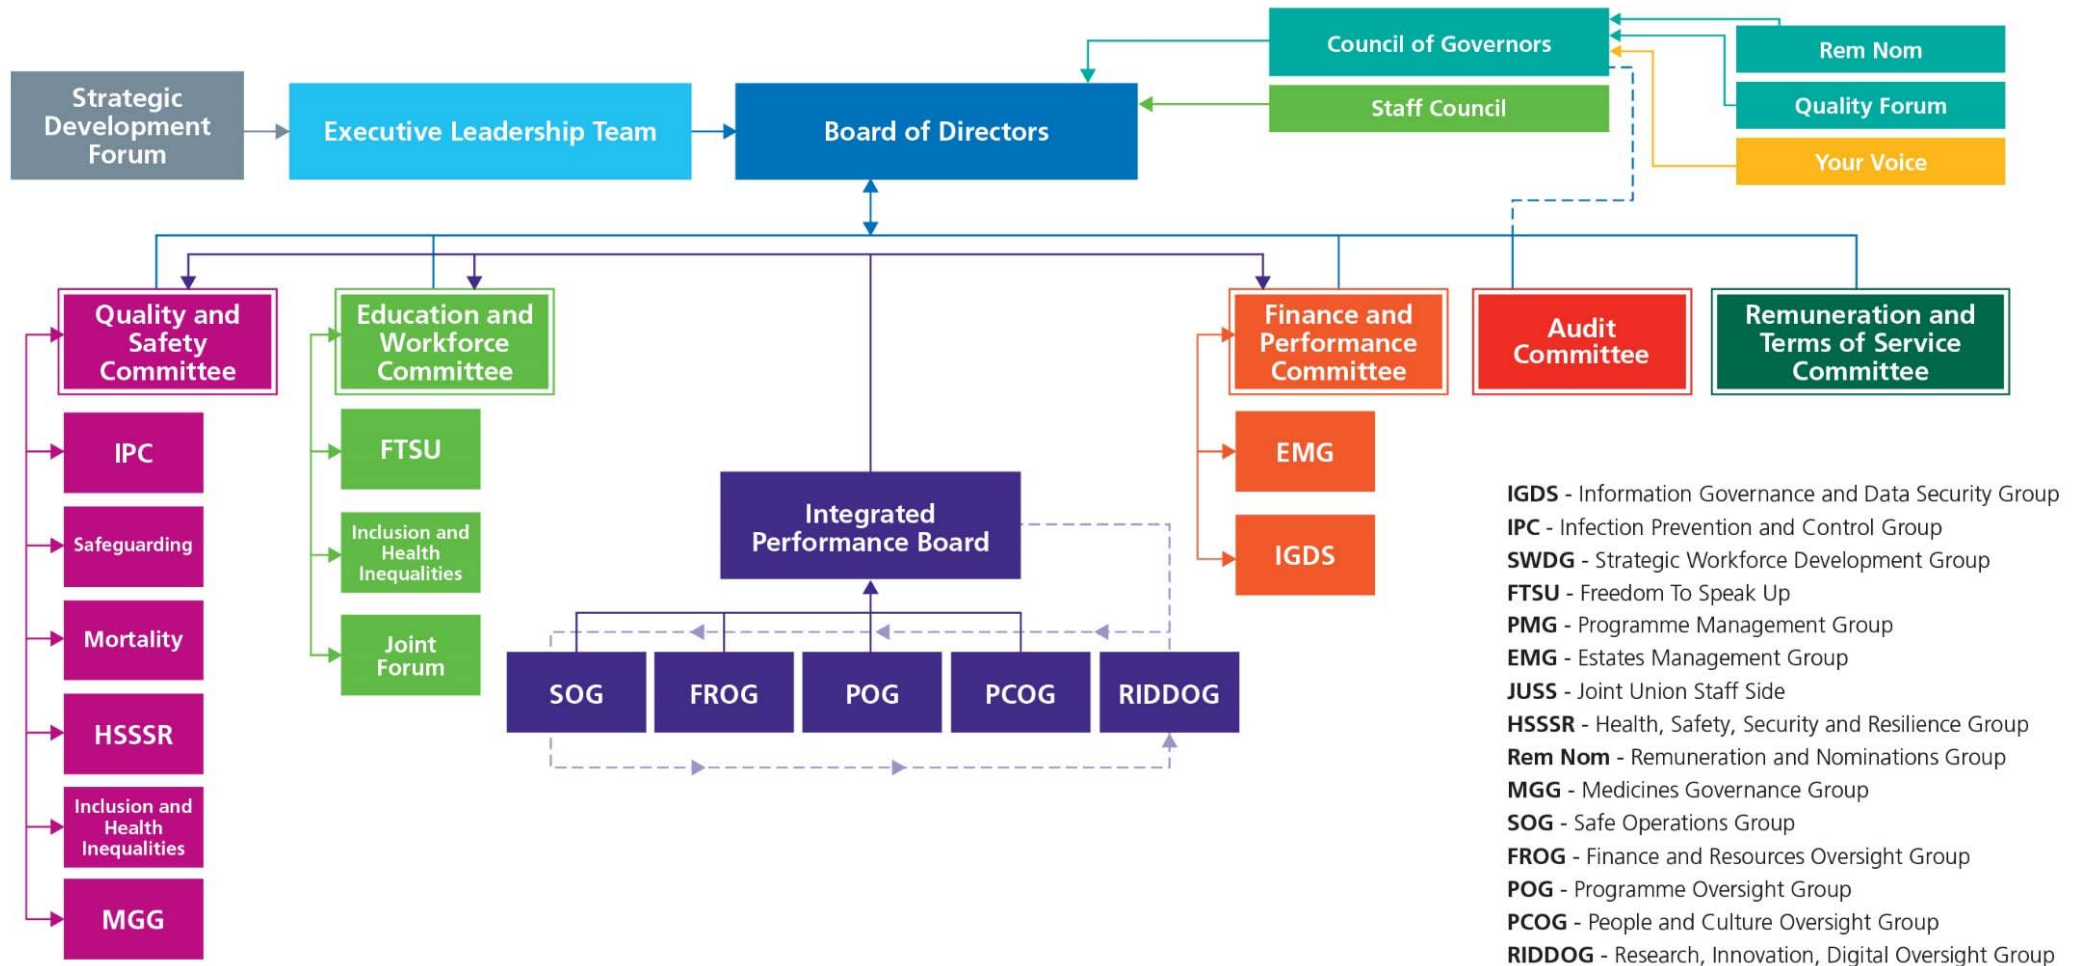 Strategic
Development
Forum
Executive Leadership Team
Board of Directors
Council of Governors
Staff Council
Rem Nom
Quality Forum
Your Voice
Quality and
Safety
Committee
Education and
Workforce
Committee
Finance and
Performance
Committee
Audit
Committee
Remuneration and
Terms of Service
Committee
IPC
Safeguarding
Mortality
HSSSR
Inclusion and
Health
Inequalities
MGG
FTSU
Inclusion and
Health
Inequalities
Joint
Forum
Integrated
Performance Board
SOG
FROG
POG
PCOG
RIDDOG
EMG
IGDS
IGDS - Information Governance and Data Security Group
IPC - Infection Prevention and Control Group
SWDG - Strategic Workforce Development Group
FTSU - Freedom To Speak Up
PMG - Programme Management Group
EMG - Estates Management Group
JUSS - Joint Union Staff Side
HSSSR - Health, Safety, Security and Resilience Group
Rem Nom - Remuneration and Nominations Group
MGG - Medicines Governance Group
SOG - Safe Operations Group
FROG - Finance and Resources Oversight Group
POG - Programme Oversight Group
PCOG - People and Culture Oversight Group
RIDDOG - Research, Innovation, Digital Oversight Group